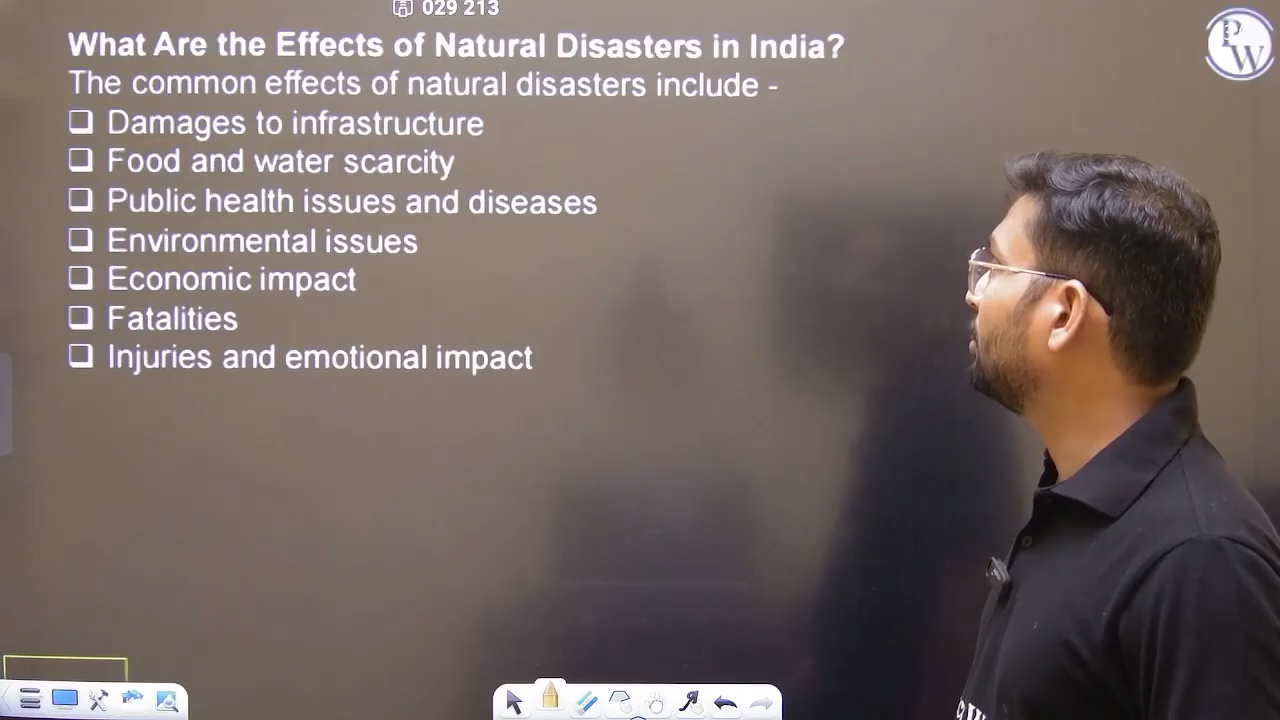 029 213
What Are the Effects of Natural Disasters in India?
The common effects of natural disasters include -
❑ Damages to infrastructure
❑ Food and water scarcity
❑ Public health issues and diseases
❑ Environmental issues
❑ Economic impact
❑ Fatalities
❑ Injuries and emotional impact
P
W